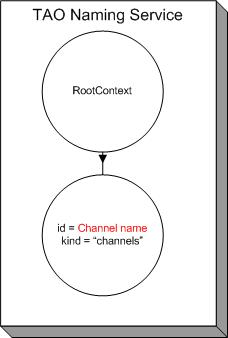 TAO Naming Service
RootContext
id = Channel name
kind = "channels"